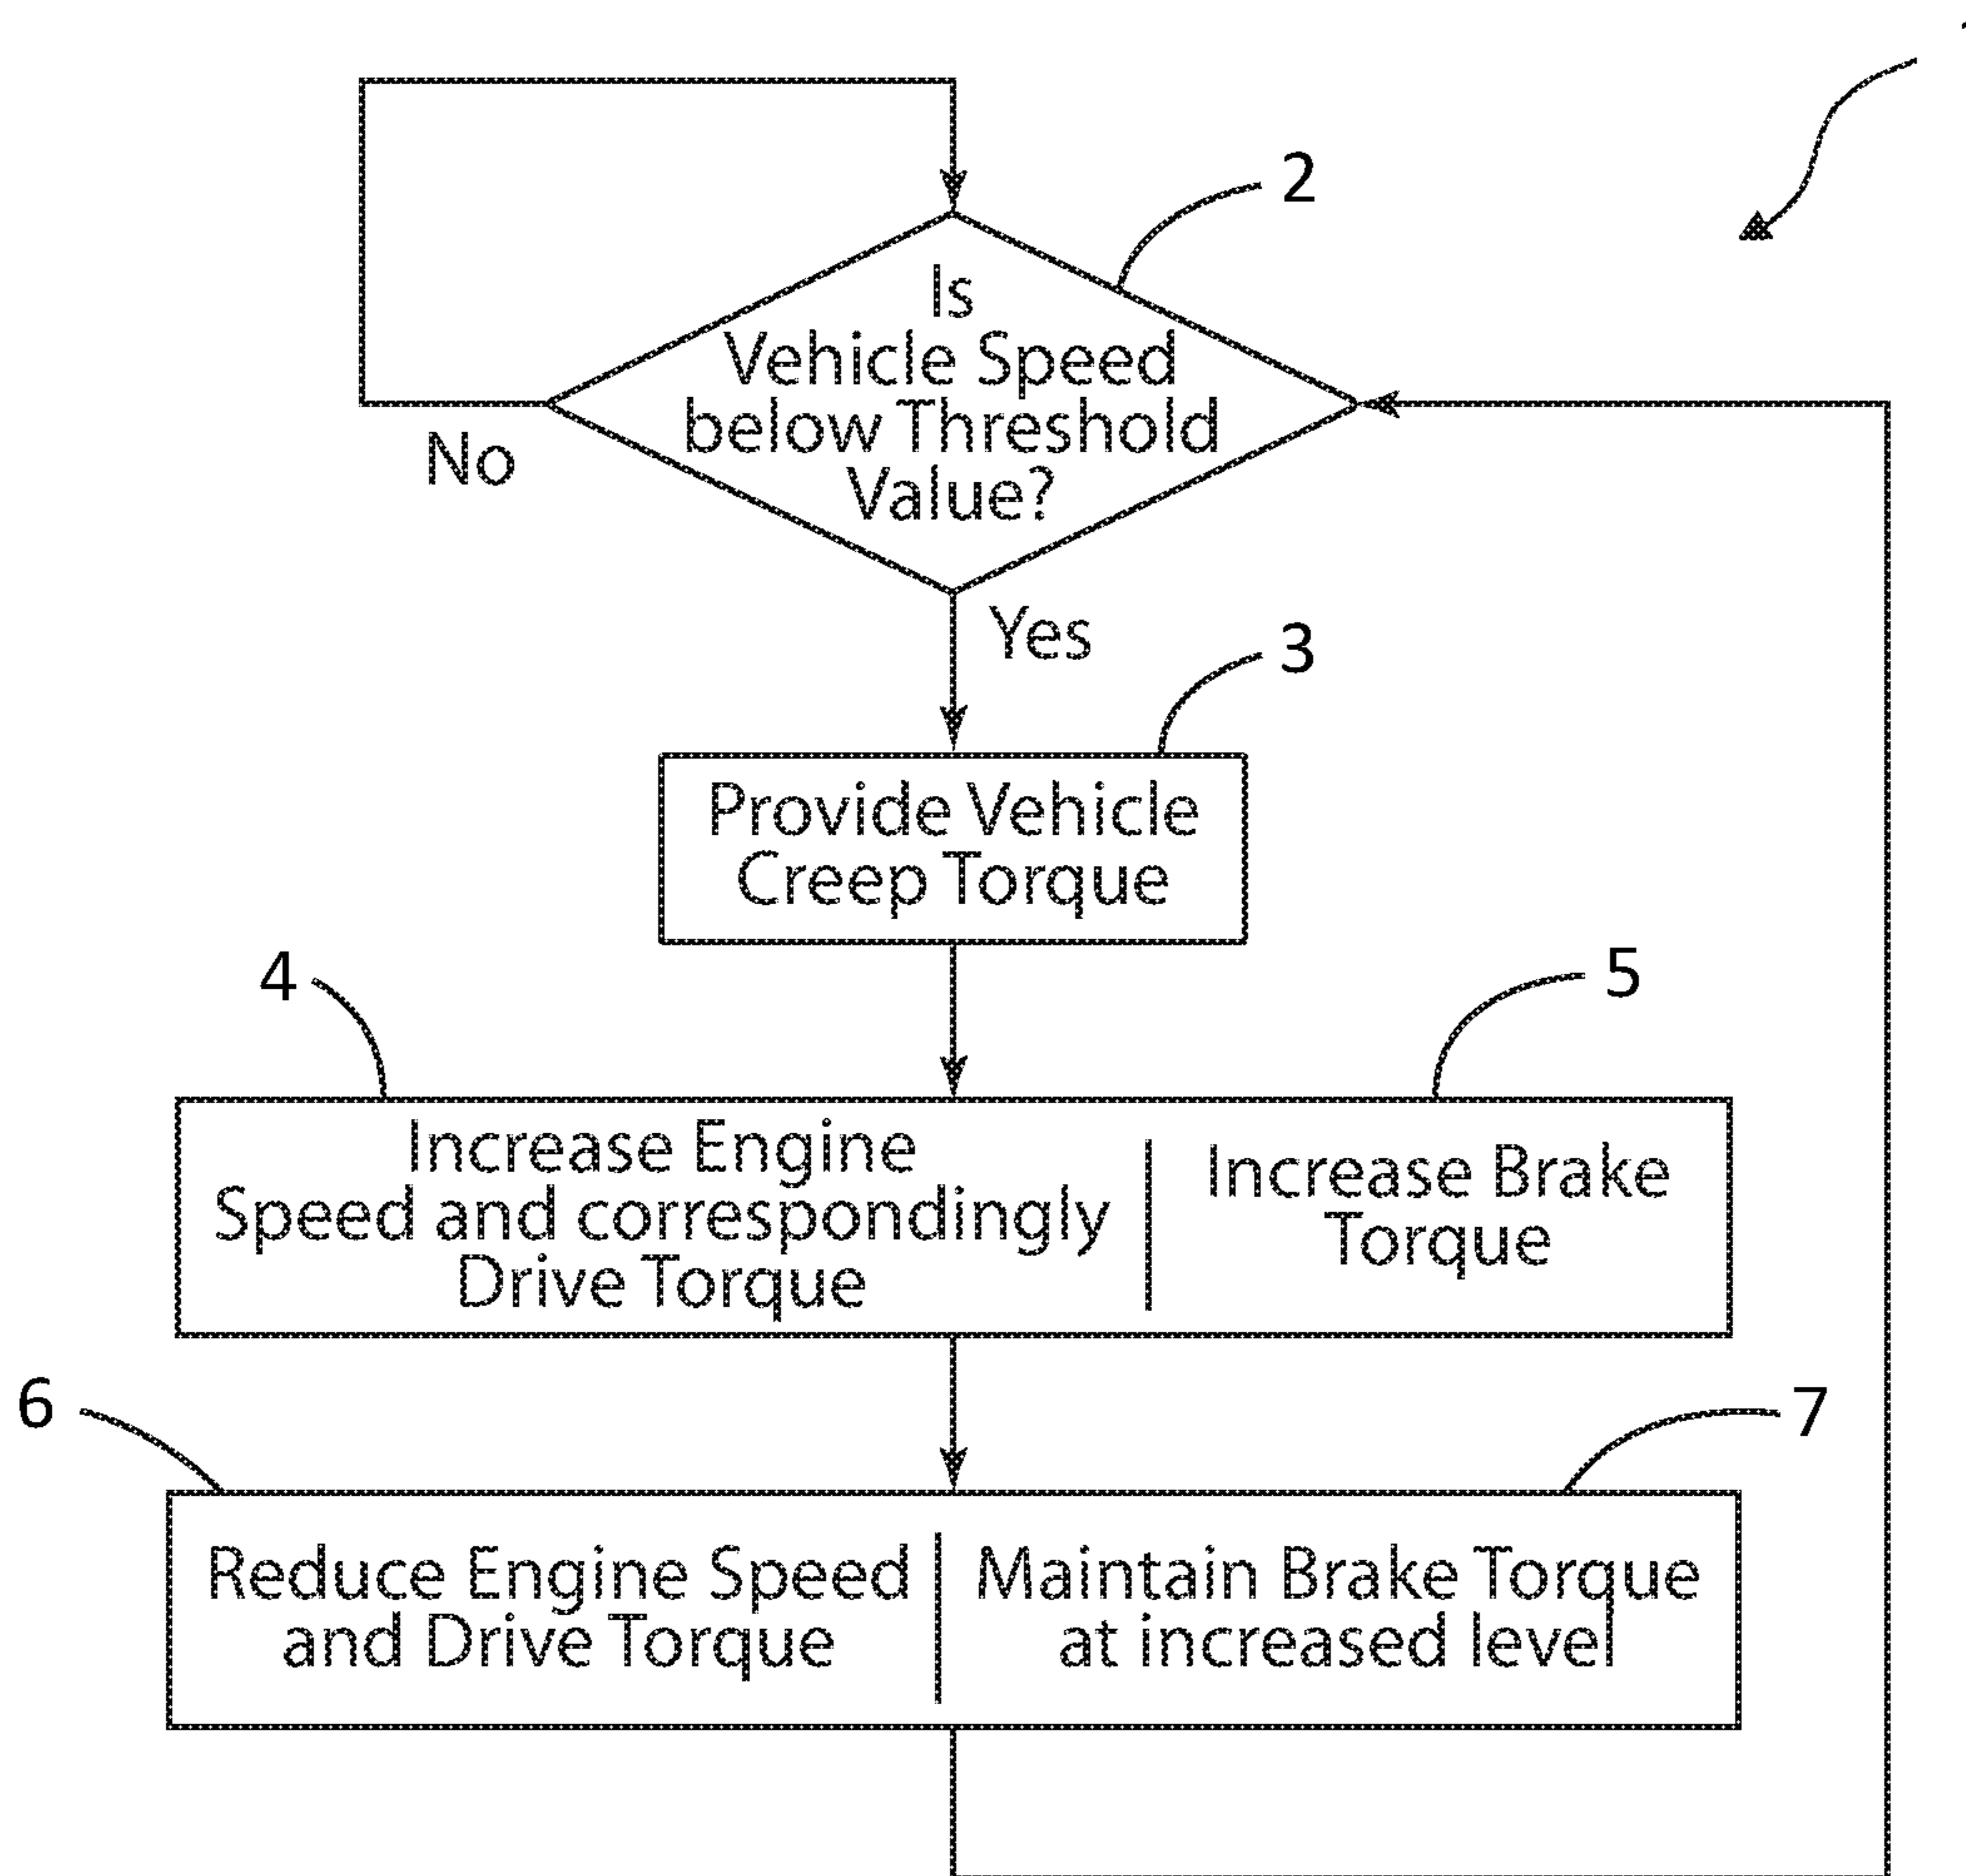 2
Is
Vehicle Speed
below Threshold
Value?
No
Yes
3
Provide Vehicle
Creep Torque
4
5
Increase Engine
Speed and correspondingly
Drive Torque
Increase Brake
Torque
6
7
Reduce Engine Speed
and Drive Torque
Maintain Brake Torque
at increased level